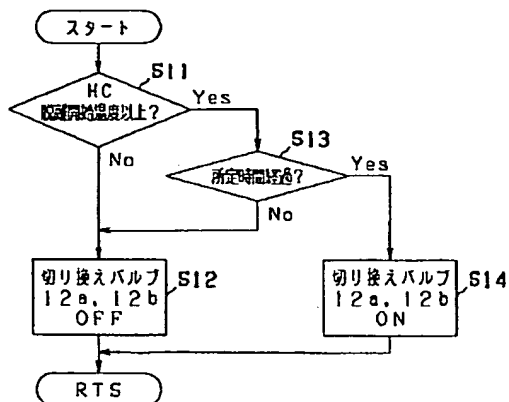 スタート
S11
HC
脱離開始温度以上?
Yes
No
S13
所定時間経過?
Yes
No
切り換えバルブ
12a, 12b
OFF
S12
切り換えバルブ
12a, 12b
ON
S14
RTS